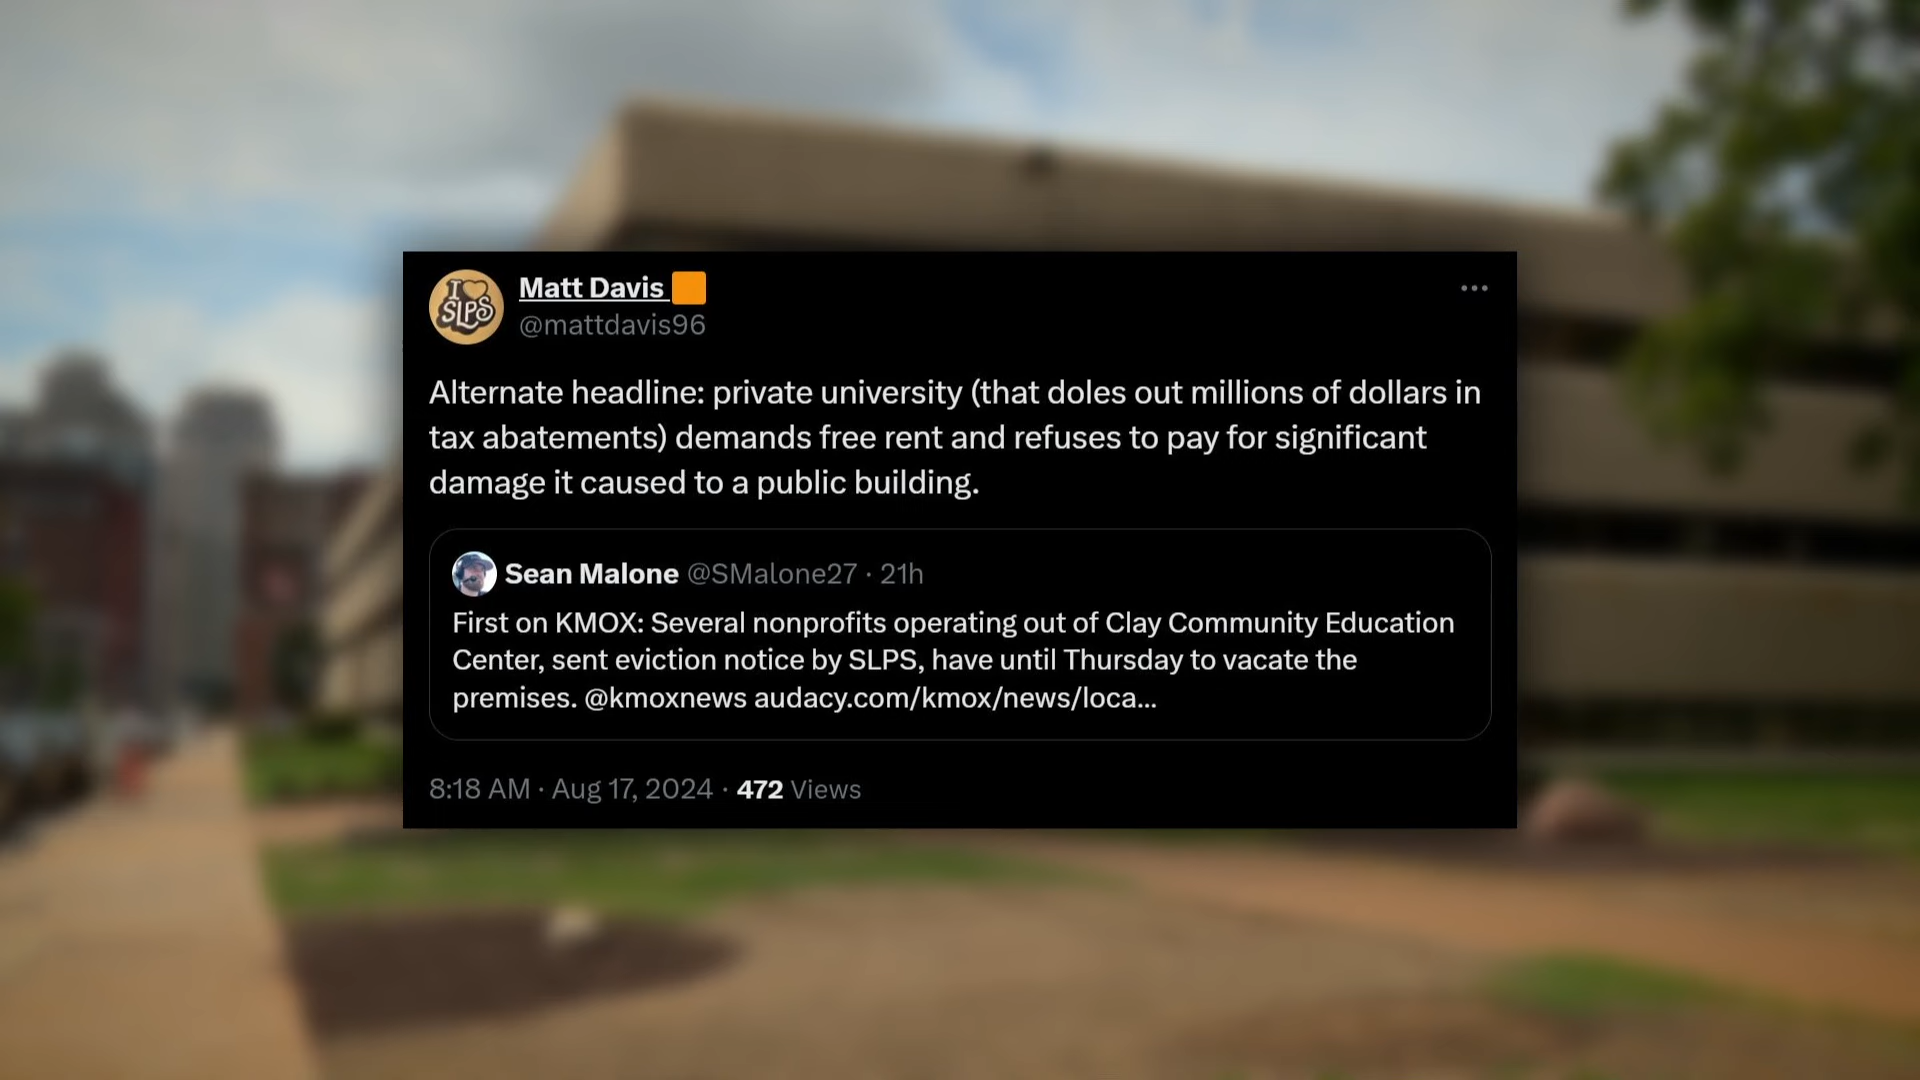 I
SLPS
Matt Davis
@mattdavis96
Alternate headline: private university (that doles out millions of dollars in
tax abatements) demands free rent and refuses to pay for significant
damage it caused to a public building.
Sean Malone @SMalone27 · 21h
First on KMOX: Several nonprofits operating out of Clay Community Education
Center, sent eviction notice by SLPS, have until Thursday to vacate the
premises. @kmoxnews audacy.com/kmox/news/loca...
8:18 AM · Aug 17, 2024 · 472 Views